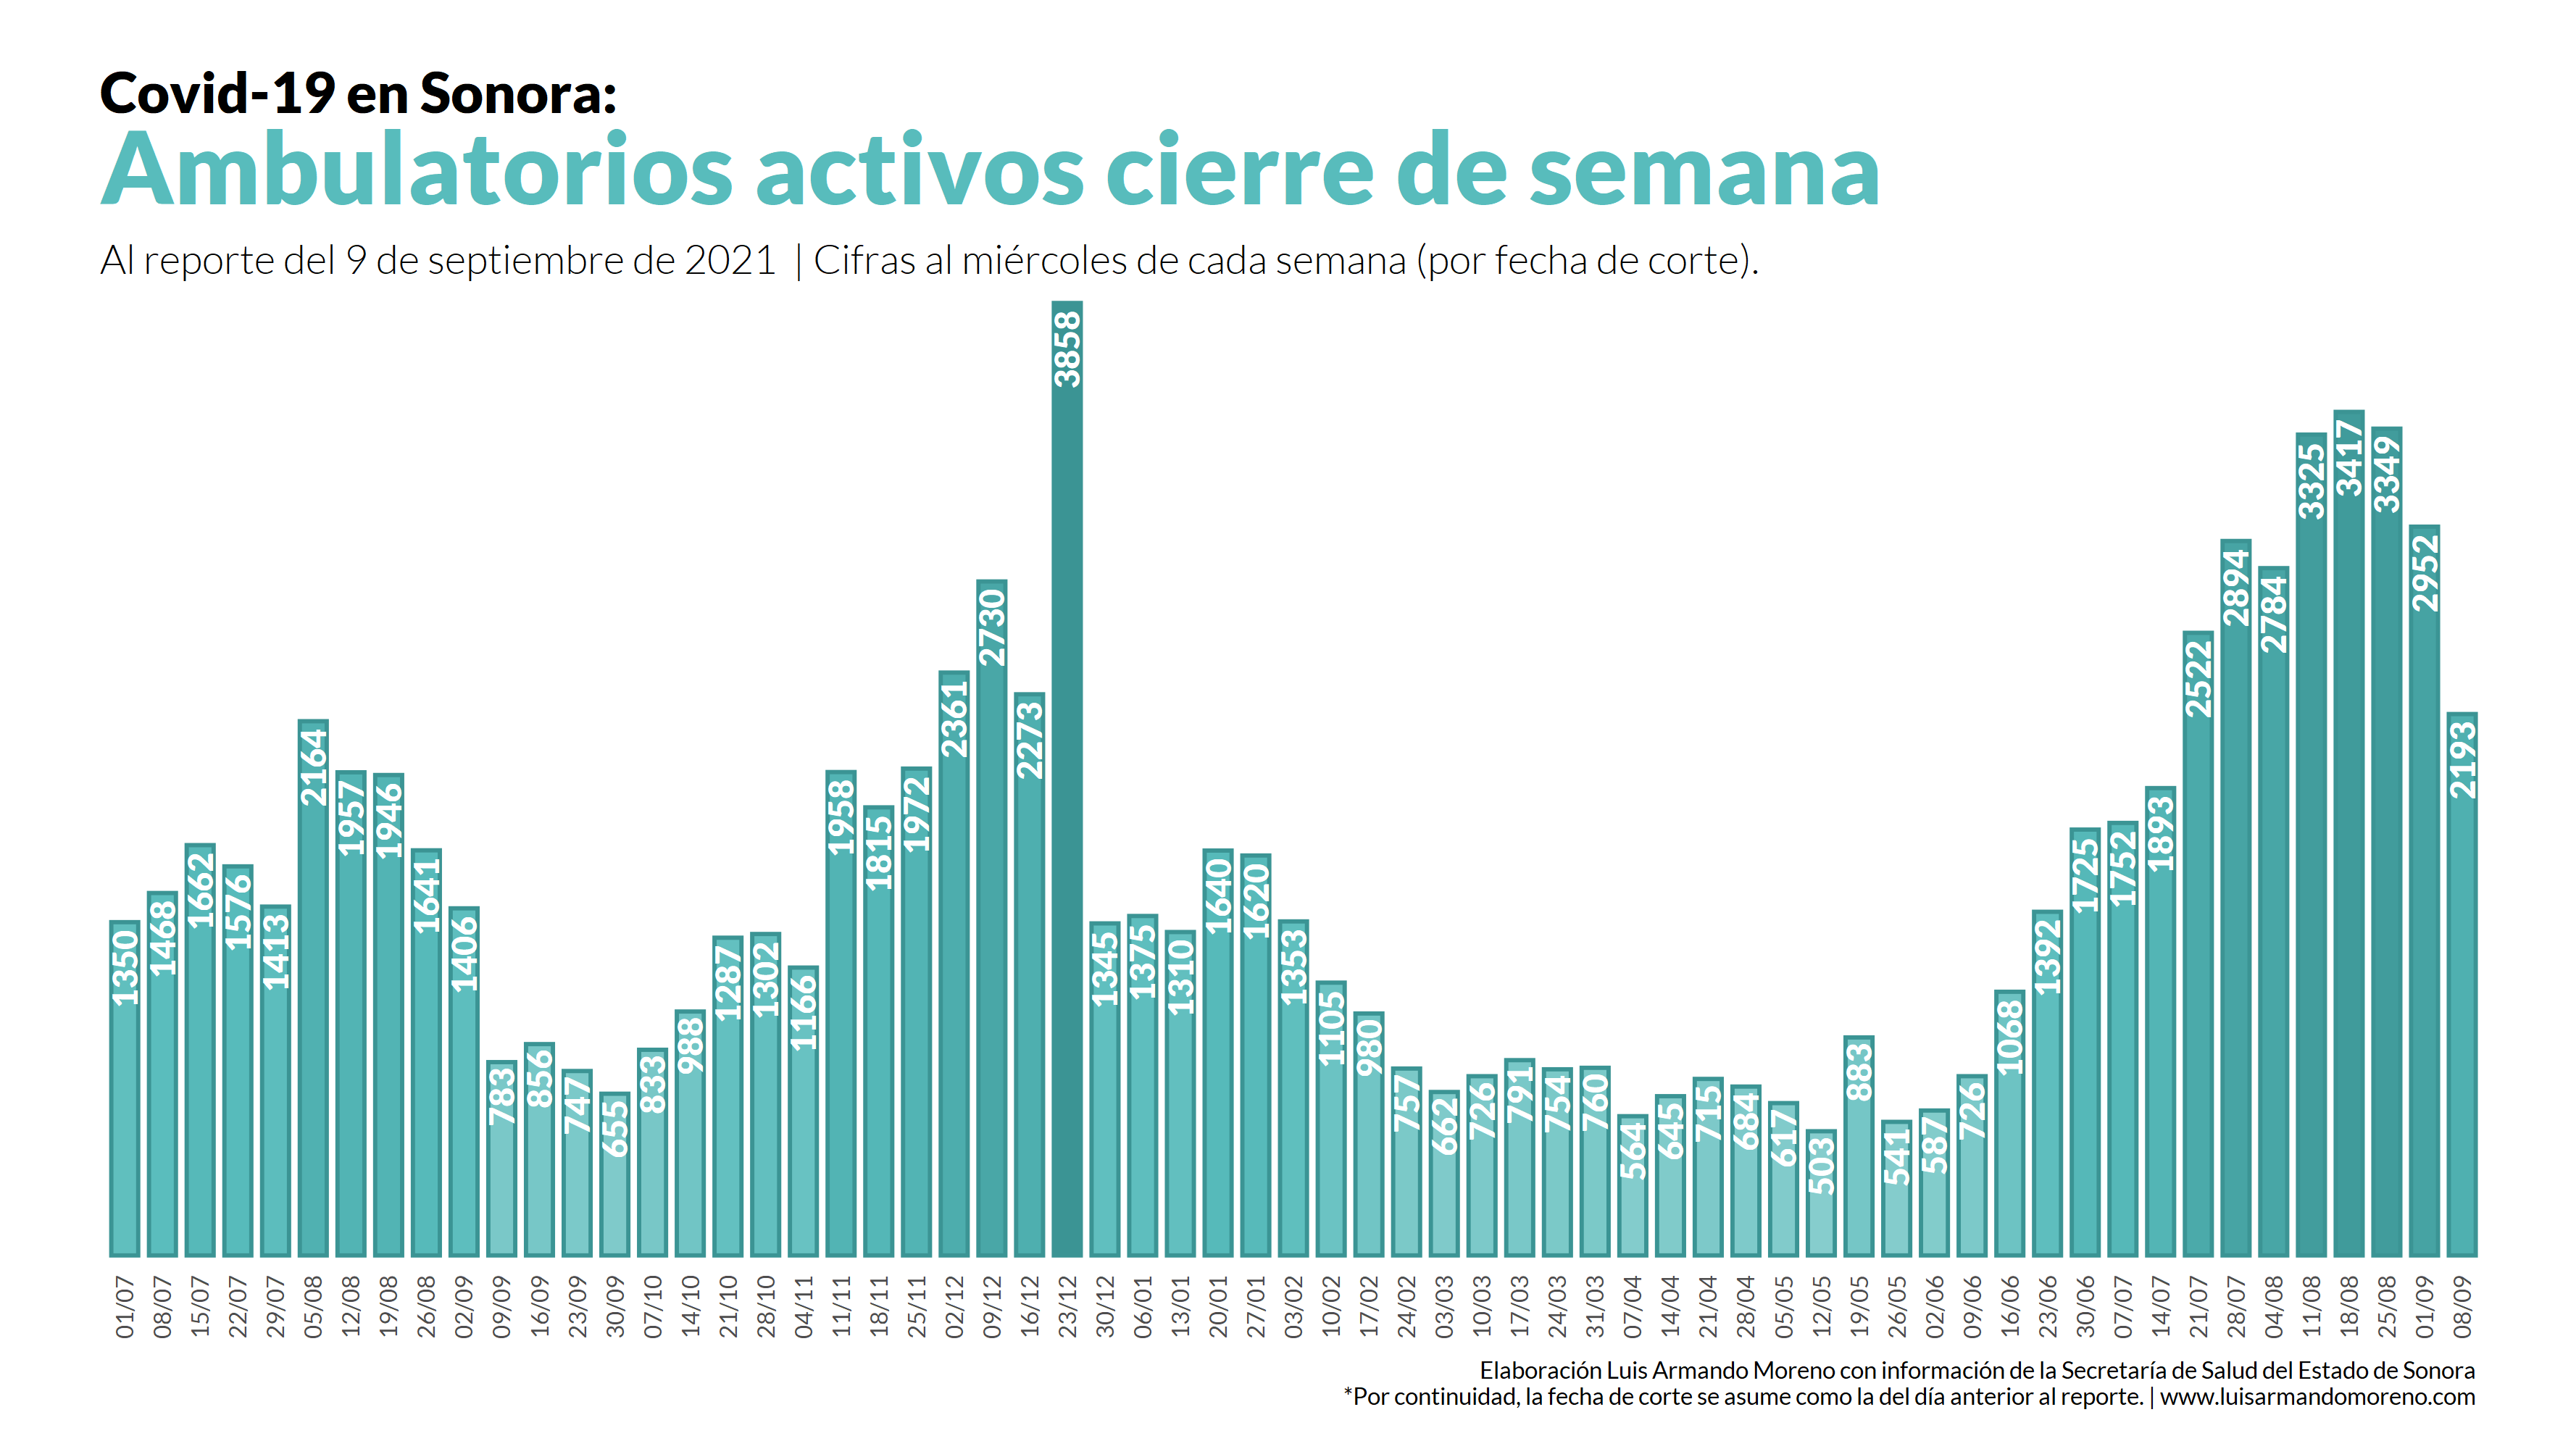 Covid-19 en Sonora:
Ambulatorios activos cierre de semana
Al reporte del 9 de septiembre de 2021 | Cifras al miércoles de cada semana (por fecha de corte).
1350 1468 1662 1576 1413 2164 1957 1946 1641 1406 783 856 747 655 833 988 1287 1302 1166 1958 1815 1972 2361 2730 2273 3858 1345 1375 1310 1640 1620 1353 1105 980 757 662 726 791 754 760 564 645 715 684 617 503 883 541 587 726 1068 1392 1725 1752 1893 2522 2894 2784 3325 3417 3349 2952 2193
01/07 08/07 15/07 22/07 29/07 05/08 12/08 19/08 26/08 02/09 09/09 16/09 23/09 30/09 07/10 14/10 21/10 28/10 04/11 11/11 18/11 25/11 02/12 09/12 16/12 23/12 30/12 06/01 13/01 20/01 27/01 03/02 10/02 17/02 24/02 03/03 10/03 17/03 24/03 31/03 07/04 14/04 21/04 28/04 05/05 12/05 19/05 26/05 02/06 09/06 16/06 23/06 30/06 07/07 14/07 21/07 28/07 04/08 11/08 18/08 25/08 01/09 08/09
Elaboración Luis Armando Moreno con información de la Secretaría de Salud del Estado de Sonora
*Por continuidad, la fecha de corte se asume como la del día anterior al reporte. | www.luisarmandomoreno.com